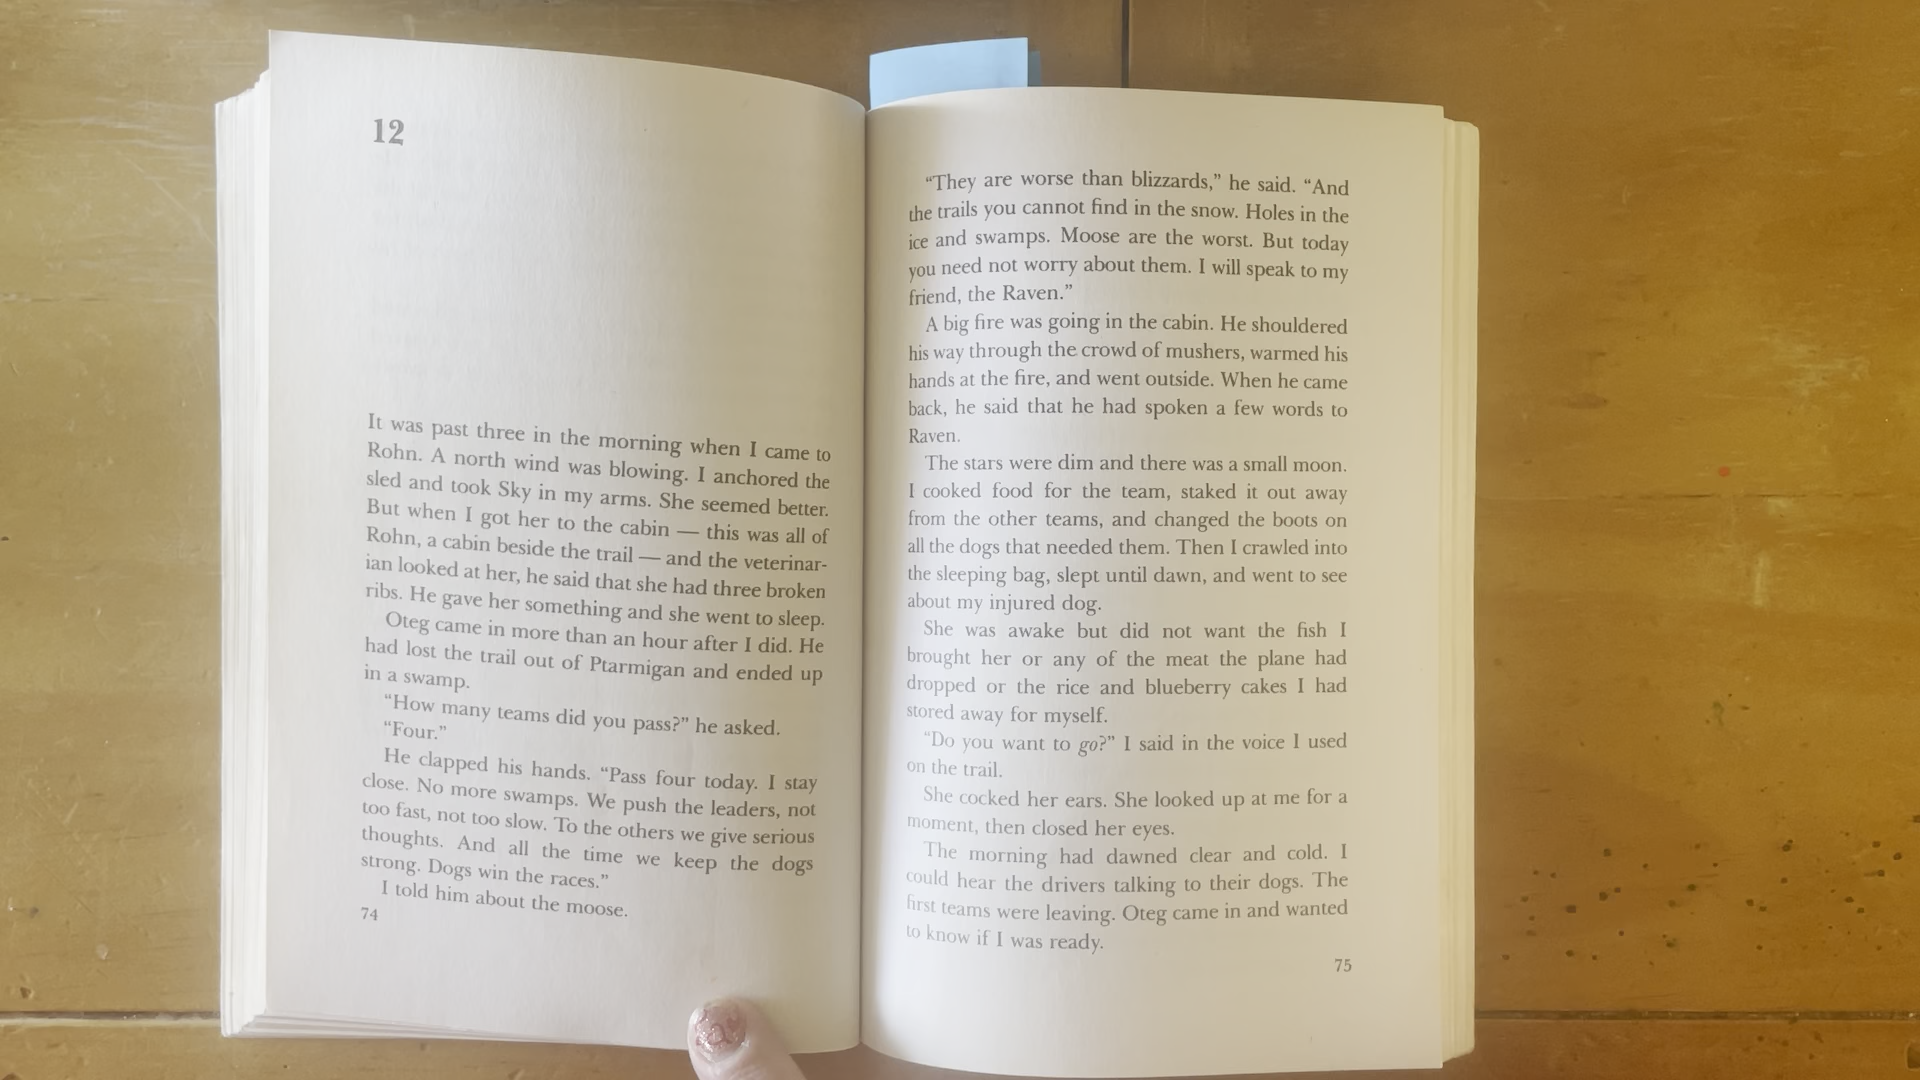 12
It was past three in the morning when I came to
Rohn. A north wind was blowing. I anchored the
sled and took Sky in my arms. She seemed better.
But when I got her to the cabin — this was all of
Rohn, a cabin beside the trail — and the veterinar-
ian looked at her, he said that she had three broken
ribs. He gave her something and she went to sleep.
Oteg came in more than an hour after I did. He
had lost the trail out of Ptarmigan and ended up
in a swamp.
“How many teams did you pass?” he asked.
“Four.”
He clapped his hands. “Pass four today. I stay
close. No more swamps. We push the leaders, not
too fast, not too slow. To the others we give serious
thoughts. And all the time we keep the dogs
strong. Dogs win the races.”
I told him about the moose.
74
“They are worse than blizzards,” he said. “And
the trails you cannot find in the snow. Holes in the
ice and swamps. Moose are the worst. But today
you need not worry about them. I will speak to my
friend, the Raven.”
A big fire was going in the cabin. He shouldered
his way through the crowd of mushers, warmed his
hands at the fire, and went outside. When he came
back, he said that he had spoken a few words to
Raven.
The stars were dim and there was a small moon.
I cooked food for the team, staked it out away
from the other teams, and changed the boots on
all the dogs that needed them. Then I crawled into
the sleeping bag, slept until dawn, and went to see
about my injured dog.
She was awake but did not want the fish I
brought her or any of the meat the plane had
dropped or the rice and blueberry cakes I had
stored away for myself.
“Do you want to go?” I said in the voice I used
on the trail.
She cocked her ears. She looked up at me for a
moment, then closed her eyes.
The morning had dawned clear and cold. I
could hear the drivers talking to their dogs. The
first teams were leaving. Oteg came in and wanted
to know if I was ready.
75